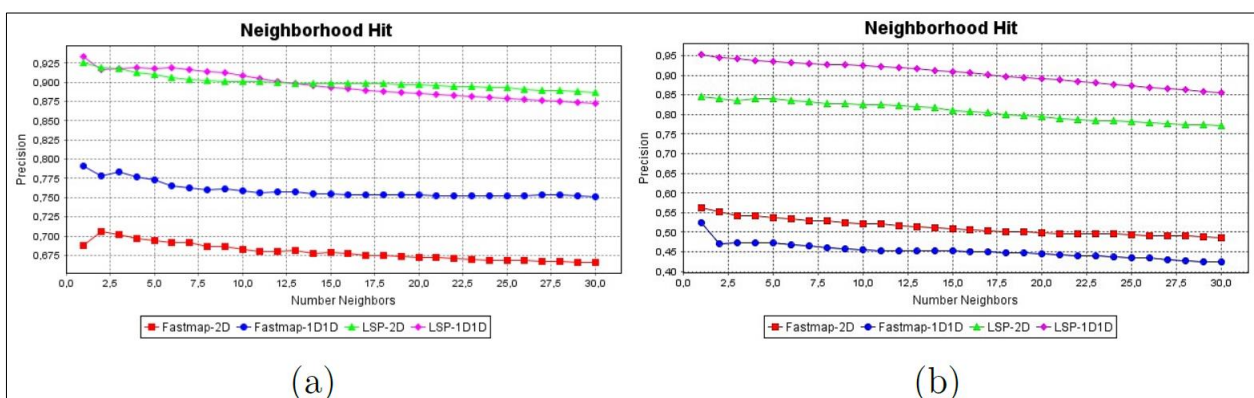 Neighborhood Hit
Precision
0,925
0,900
0,875
0,850
0,825
0,800
0,775
0,750
0,725
0,700
0,675
0,0 2,5 5,0 7,5 10,0 12,5 15,0 17,5 20,0 22,5 25,0 27,5 30,0
Number Neighbors
Fastmap-2D Fastmap-1D1D LSP-2D LSP-1D1D
(a)
Neighborhood Hit
Precision
0,95
0,90
0,85
0,80
0,75
0,70
0,65
0,60
0,55
0,50
0,45
0,40
0,0 2,5 5,0 7,5 10,0 12,5 15,0 17,5 20,0 22,5 25,0 27,5 30,0
Number Neighbors
Fastmap-2D Fastmap-1D1D LSP-2D LSP-1D1D
(b)